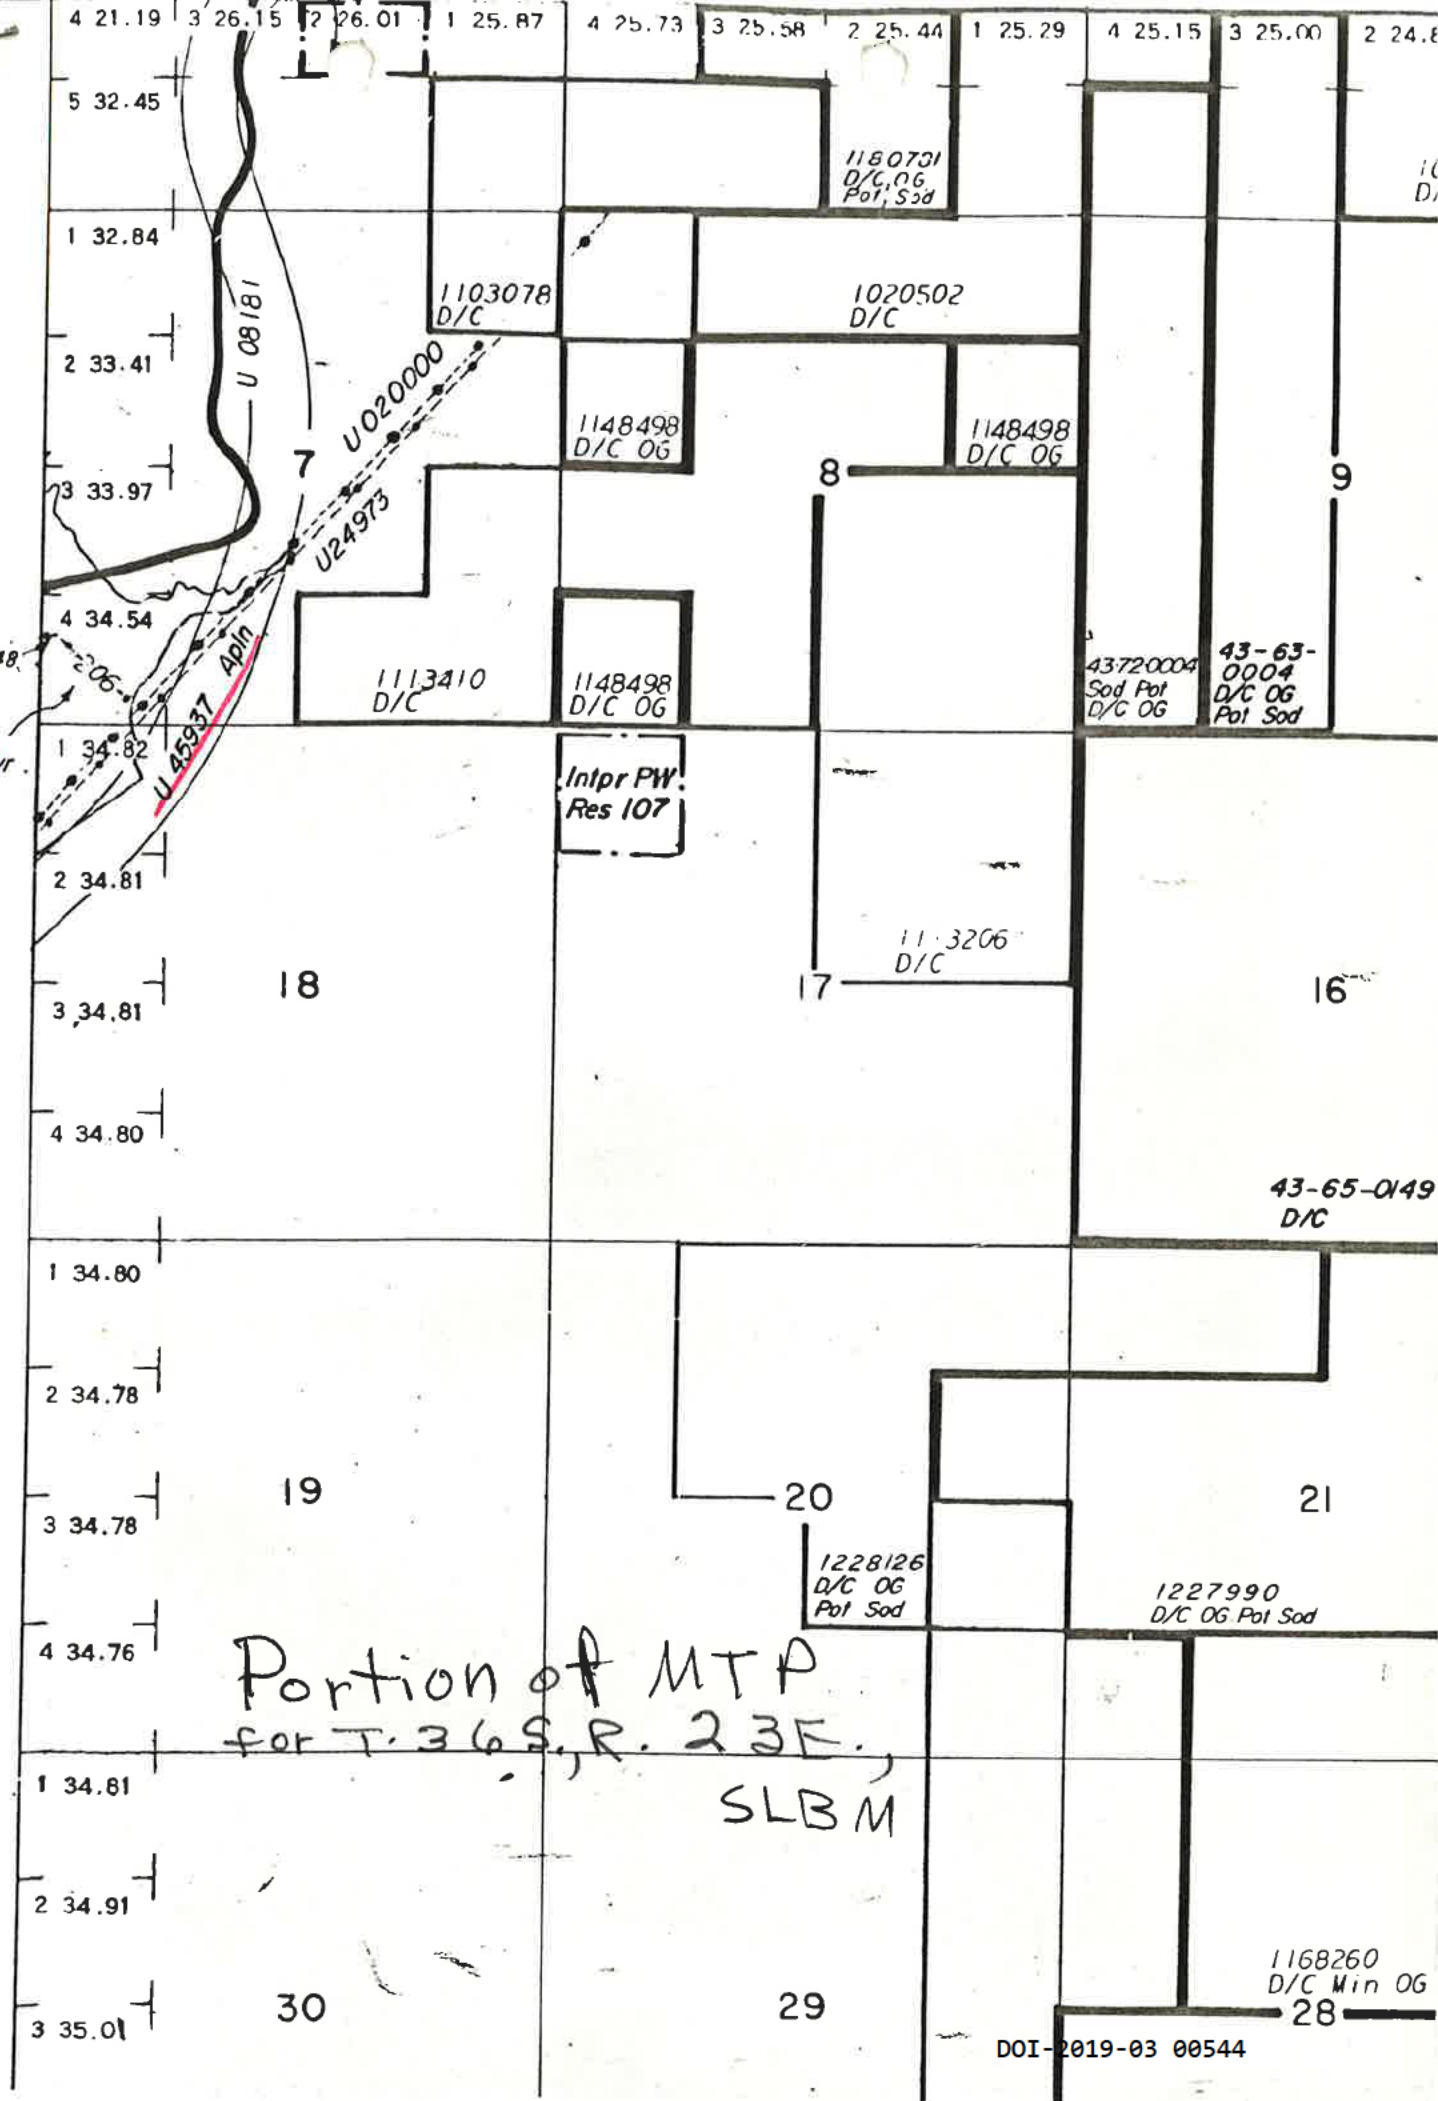 4 21.19 3 26.15 2 26.01 1 25.87 4 25.73 3 25.58 2 25.44 1 25.29 4 25.15 3 25.00 2 24.8
5 32.45
1180701
D/C, OG
Pot, Sod
D/
1 32.84
U 08181
1103078
D/C
1020502
D/C
2 33.41
U020000
1148498
D/C OG
1148498
D/C OG
7
8
9
3 33.97
U24973
4 34.54
206
Apln
U 45937
1113410
D/C
1148498
D/C OG
43720004
Sod Pot
D/C OG
43-63-
0004
D/C OG
Pot Sod
1 34.82
Intpr PW
Res 107
2 34.81
11 3206
D/C
18
17
16
3 34.81
4 34.80
43-65-0149
D/C
1 34.80
2 34.78
19
20
21
3 34.78
1228126
D/C OG
Pot Sod
1227990
D/C OG Pot Sod
4 34.76
Portion of MTP
for T. 36 S., R. 23E.,
SLBM
1 34.81
2 34.91
1168260
D/C Min OG
30
29
28
3 35.01
DOI-2019-03 00544